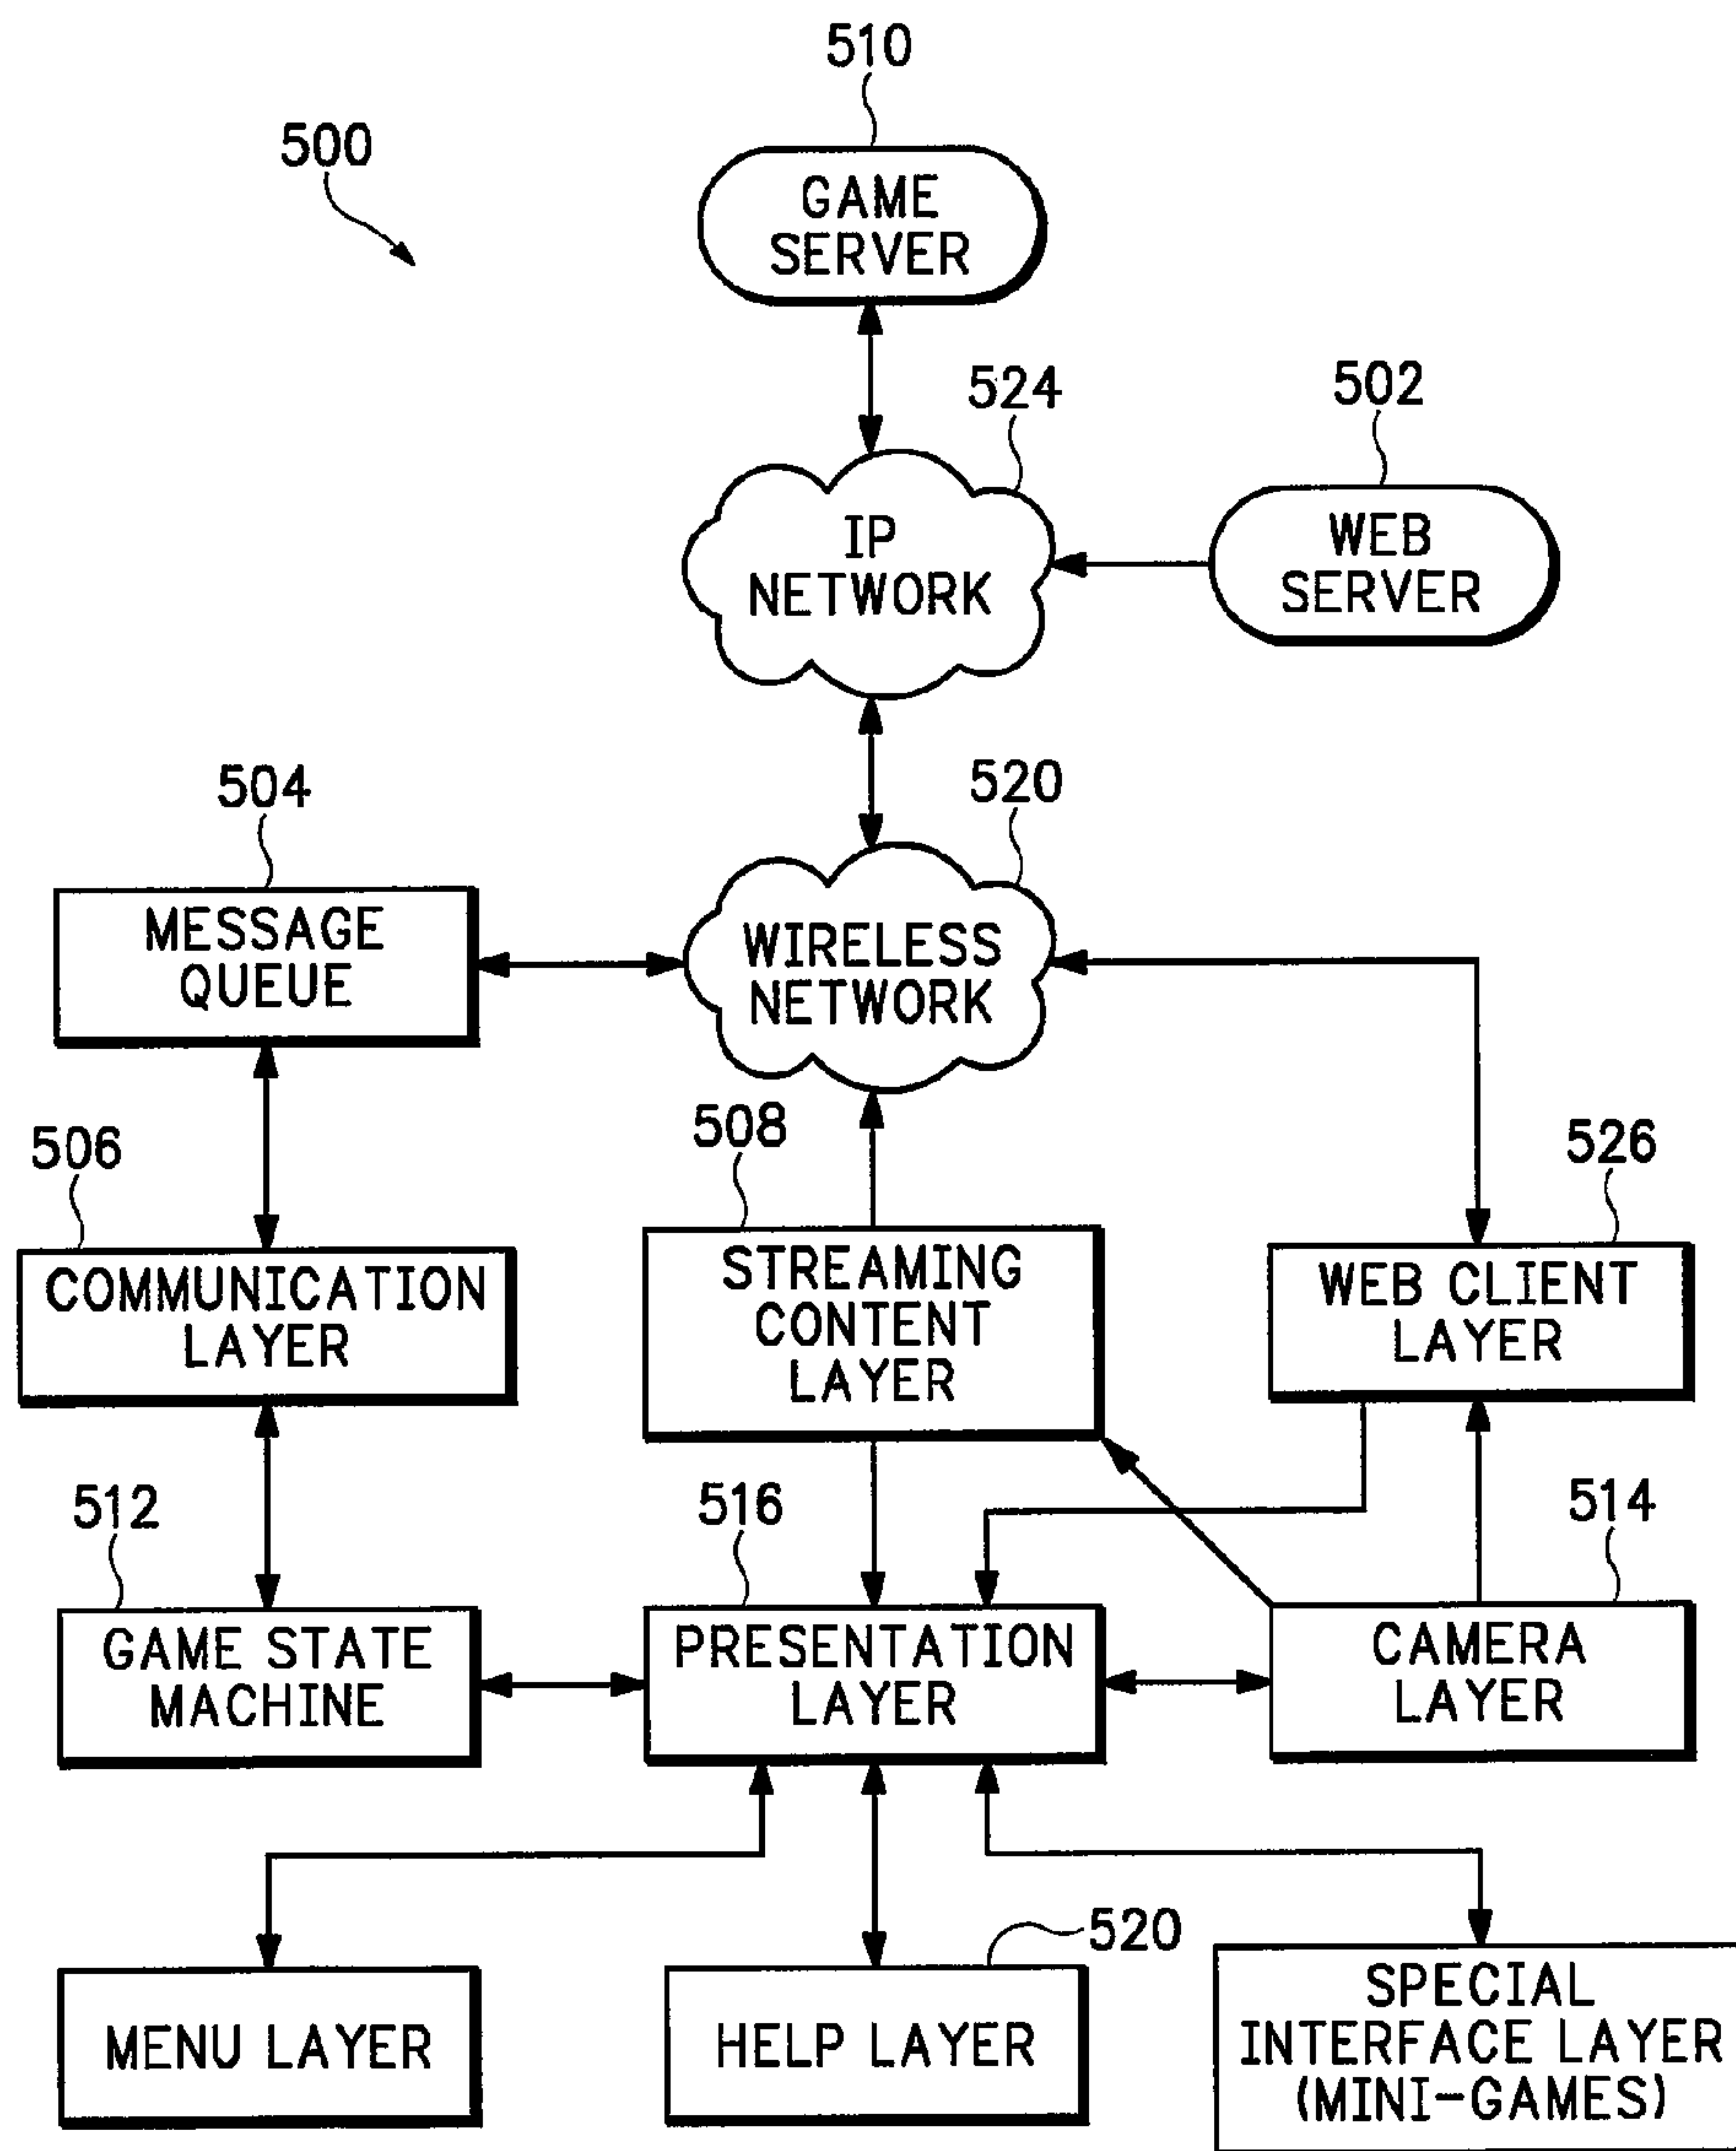 510
500
GAME
SERVER
524
502
IP
NETWORK
WEB
SERVER
504
520
MESSAGE
QUEUE
WIRELESS
NETWORK
506
508
526
COMMUNICATION
LAYER
STREAMING
CONTENT
LAYER
WEB CLIENT
LAYER
512
516
514
GAME STATE
MACHINE
PRESENTATION
LAYER
CAMERA
LAYER
520
MENU LAYER
HELP LAYER
SPECIAL
INTERFACE LAYER
(MINI-GAMES)